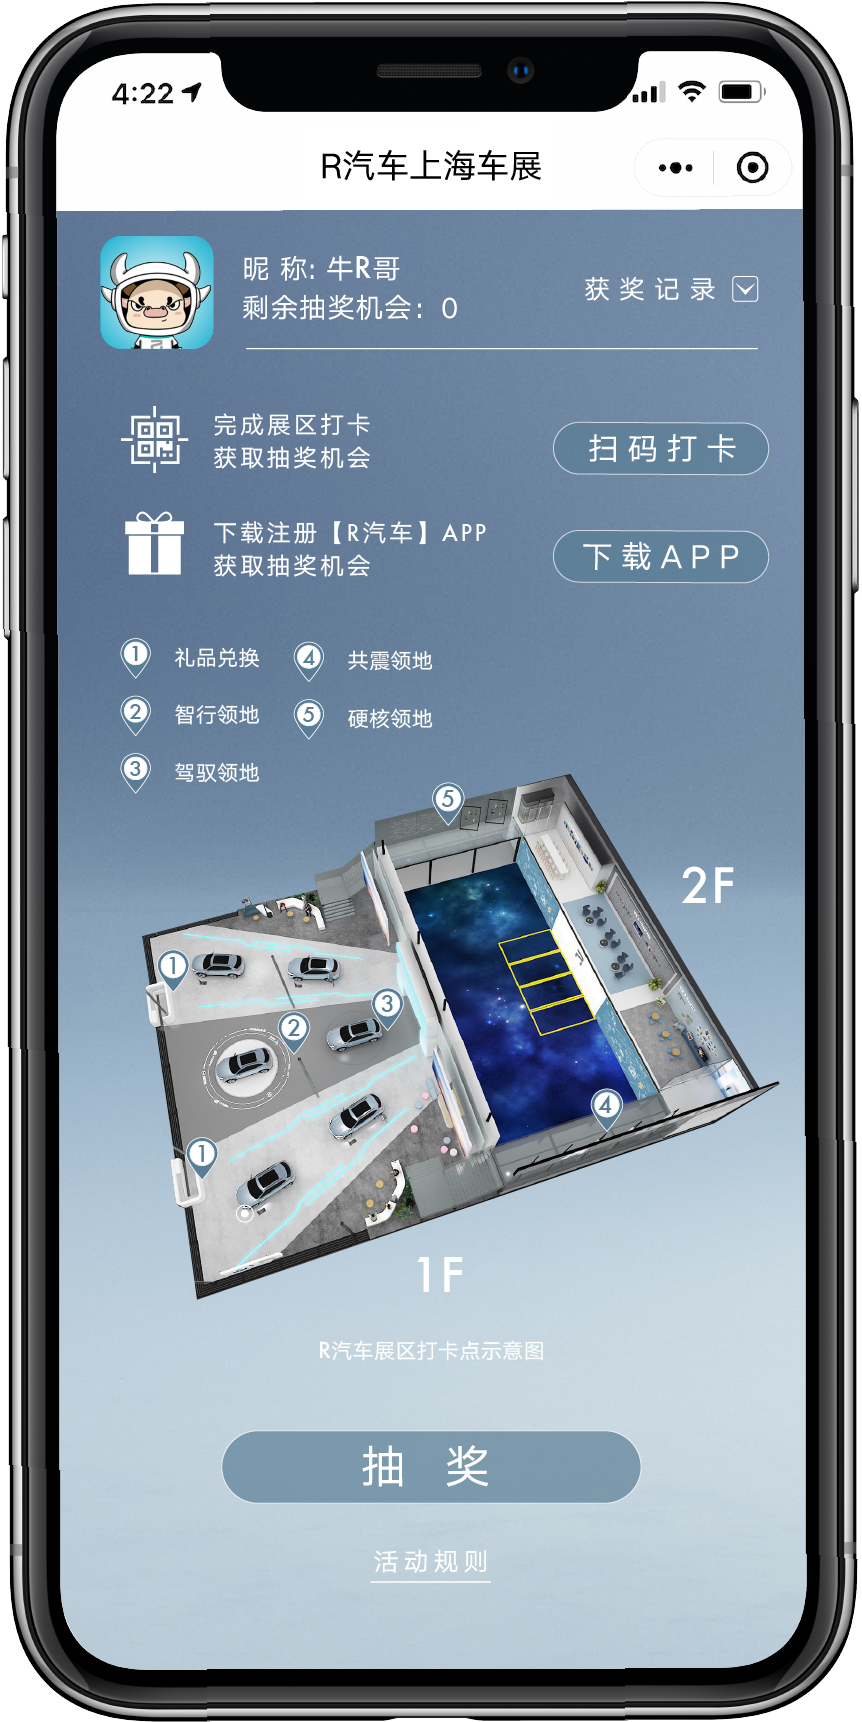 4:22
R汽车上海车展
昵 称: 牛R哥
剩余抽奖机会：0
获奖记录
完成展区打卡
获取抽奖机会
扫码打卡
下载注册【R汽车】APP
获取抽奖机会
下载APP
1 礼品兑换
4 共震领地
2 智行领地
5 硬核领地
3 驾驭领地
5
2F
1
3
2
4
1
1F
R汽车展区打卡点示意图
抽 奖
活动规则